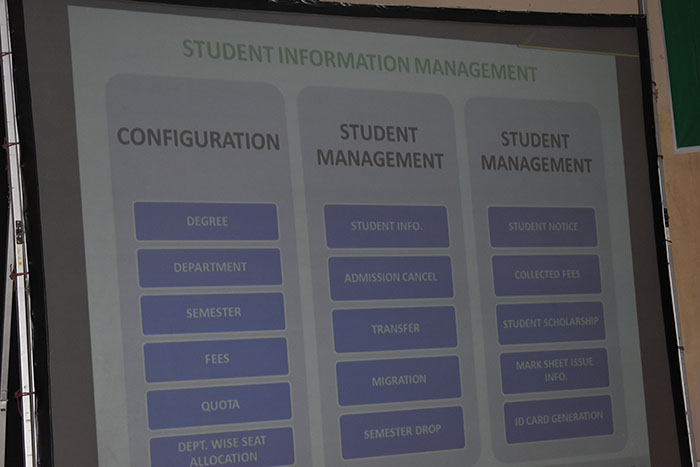 STUDENT INFORMATION MANAGEMENT
CONFIGURATION
DEGREE
DEPARTMENT
SEMESTER
FEES
QUOTA
DEPT. WISE SEAT
ALLOCATION
STUDENT
MANAGEMENT
STUDENT INFO.
ADMISSION CANCEL
TRANSFER
MIGRATION
SEMESTER DROP
STUDENT
MANAGEMENT
STUDENT NOTICE
COLLECTED FEES
STUDENT SCHOLARSHIP
MARK SHEET ISSUE
INFO.
ID CARD GENERATION